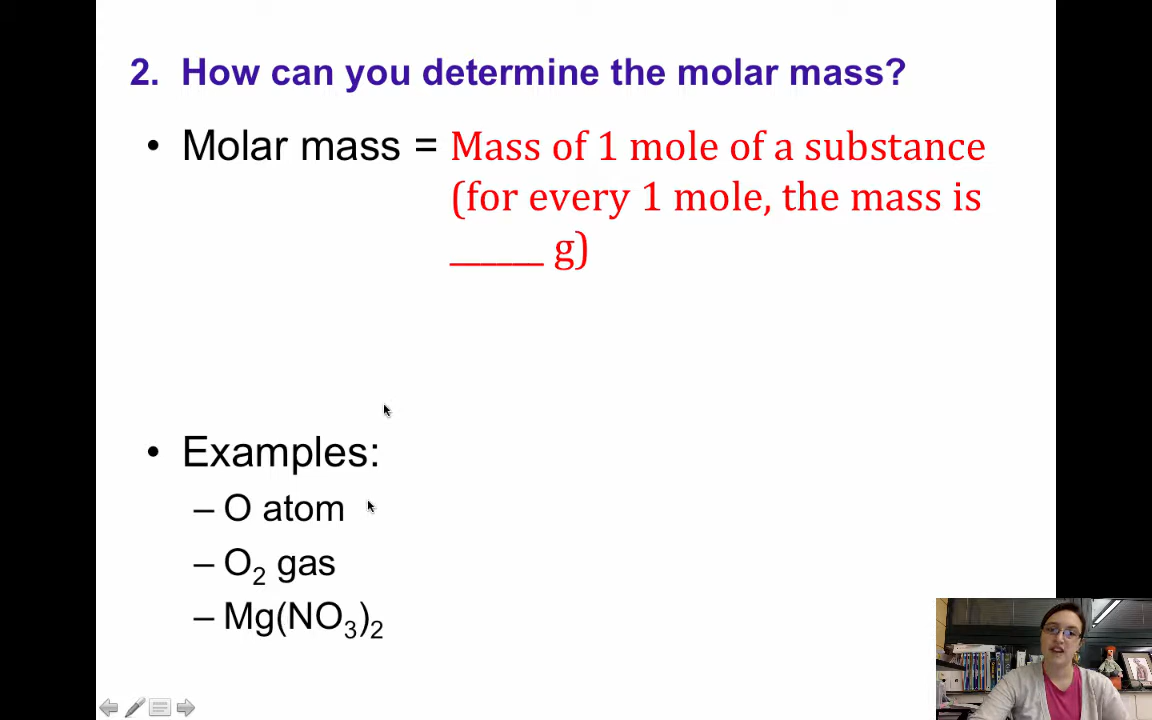 2. How can you determine the molar mass?
• Molar mass = Mass of 1 mole of a substance
(for every 1 mole, the mass is
______ g)
• Examples:
– O atom
– O₂ gas
– Mg(NO₃)₂